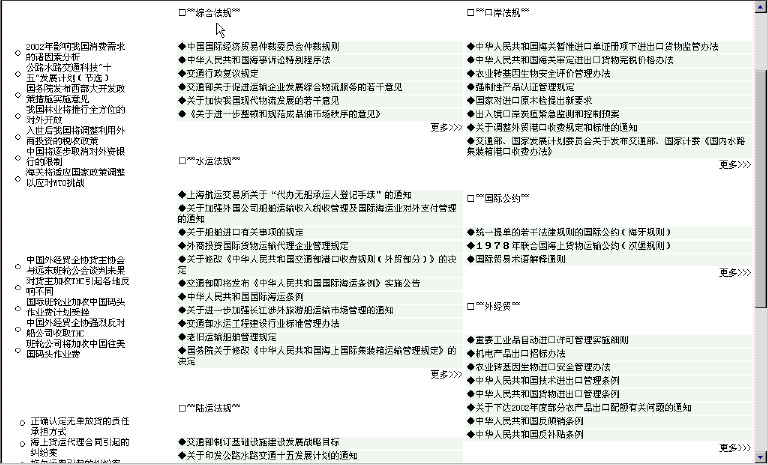 2002年影响我国消费需求
的诸因素分析
公路水路交通科技“十
五”发展计划（节选）
国务院发布西部大开发政
策措施实施意见
我国林业将推行全方位的
对外开放
入世后我国将调整利用外
商投资的税收政策
中国将逐步取消对外资银
行的限制
海关将适应国家政策调整
以应对WTO挑战
中国外经贸企协货主协会
与远东班轮公会谈判未果
对货主加收THC引起各地反
响不同
国际班轮业加收中国码头
作业费计划受挫
中国外经贸企协强烈反对
船公司收取THC
班轮公司将加收中国往美
国码头作业费
正确认定无单放货的责任
承担方式
海上货运代理合同引起的
纠纷案
□~~综合法规~~
◆中国国际经济贸易仲裁委员会仲裁规则
●中华人民共和国海事诉讼特别程序法
◆交通行政复议规定
●交通部关于促进运输企业发展综合物流服务的若干意见
◆关于加快我国现代物流发展的若干意见
●《关于进一步整顿和规范成品油市场秩序的意见》
更多>>>
□~~水运法规~~
◆上海航运交易所关于“代办无船承运人登记手续”的通知
●关于加强外国公司船舶运输收入税收管理及国际海运业对外支付管理
的通知
●关于船舶进口有关事项的规定
◆外商投资国际货物运输代理企业管理规定
●关于修改《中华人民共和国交通部港口收费规则（外贸部分）》的决
定
●交通部即将发布《中华人民共和国国际海运条例》实施公告
◆中华人民共和国国际海运条例
●关于进一步加强长江涉外旅游船运输市场管理的通知
◆交通部水运工程建设行业标准管理办法
●老旧运输船舶管理规定
◆国务院关于修改《中华人民共和国海上国际集装箱运输管理规定》的
决定
更多>>>
□~~陆运法规~~
●交通部制订基础设施建设发展战略目标
◆关于印发公路水路交通十五发展计划的通知
□~~口岸法规~~
◆中华人民共和国海关暂准进口单证册项下进出口货物监管办法
●中华人民共和国海关审定进出口货物完税价格办法
◆农业转基因生物安全评价管理办法
●强制性产品认证管理规定
◆国家对进口原木检疫出新要求
●出入境口岸炭疽紧急监测和控制预案
◆关于调整外贸港口收费规定和标准的通知
●交通部、国家发展计划委员会关于发布交通部、国家计委《国内水路
集装箱港口收费办法》
更多>>>
□~~国际公约~~
●统一提单的若干法律规则的国际公约（海牙规则）
◆１９７８年联合国海上货物运输公约（汉堡规则）
●国际贸易术语解释通则
更多>>>
□~~外经贸~~
●重要工业品自动进口许可管理实施细则
◆机电产品出口招标办法
●农业转基因生物进口安全管理办法
◆中华人民共和国技术进出口管理条例
●中华人民共和国货物进出口管理条例
◆关于下达2002年度部分农产品出口配额有关问题的通知
●中华人民共和国反倾销条例
◆中华人民共和国反补贴条例
更多>>>